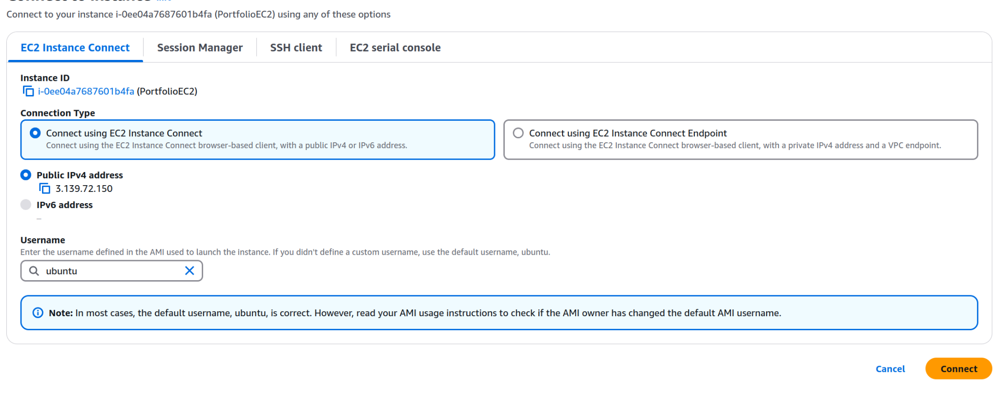 Connect to your instance i-0ee04a7687601b4fa (PortfolioEC2) using any of these options
EC2 Instance Connect
Session Manager
SSH client
EC2 serial console
Instance ID
i-0ee04a7687601b4fa (PortfolioEC2)
Connection Type
Connect using EC2 Instance Connect
Connect using the EC2 Instance Connect browser-based client, with a public IPv4 or IPv6 address.
Connect using EC2 Instance Connect Endpoint
Connect using the EC2 Instance Connect browser-based client, with a private IPv4 address and a VPC endpoint.
Public IPv4 address
3.139.72.150
IPv6 address
–
Username
Enter the username defined in the AMI used to launch the instance. If you didn't define a custom username, use the default username, ubuntu.
ubuntu
Note: In most cases, the default username, ubuntu, is correct. However, read your AMI usage instructions to check if the AMI owner has changed the default AMI username.
Cancel
Connect